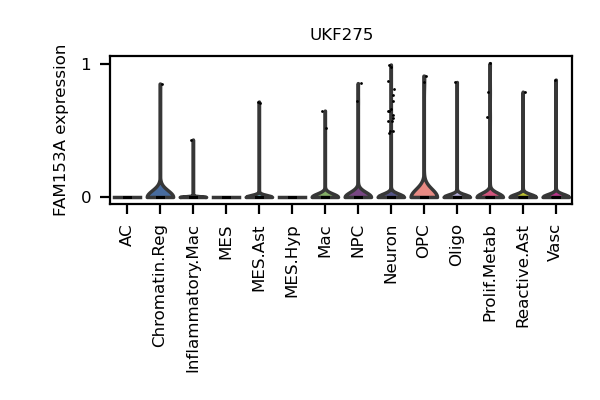 UKF275
FAM153A expression
1
0
AC
Chromatin.Reg
Inflammatory.Mac
MES
MES.Ast
MES.Hyp
Mac
NPC
Neuron
OPC
Oligo
Prolif.Metab
Reactive.Ast
Vasc